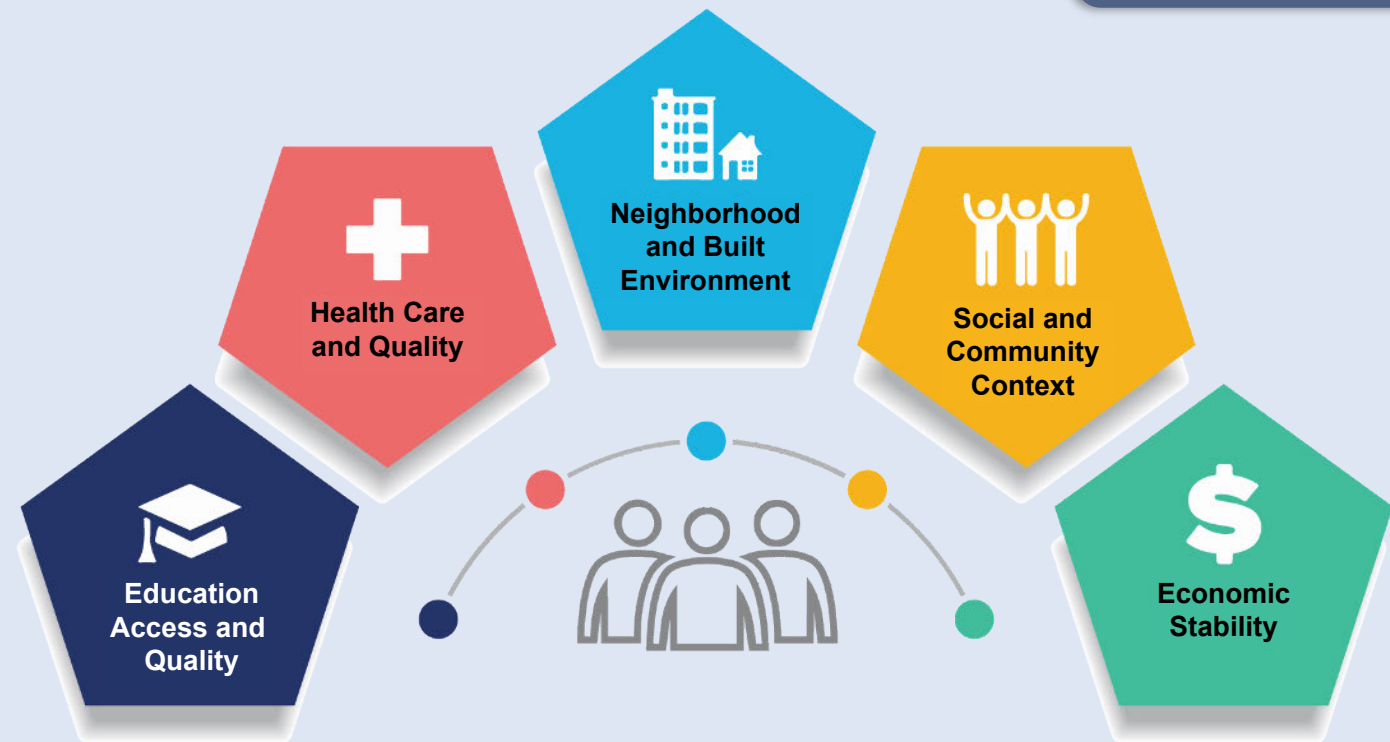 Neighborhood
and Built
Environment
Health Care
and Quality
Social and
Community
Context
Education
Access and
Quality
Economic
Stability